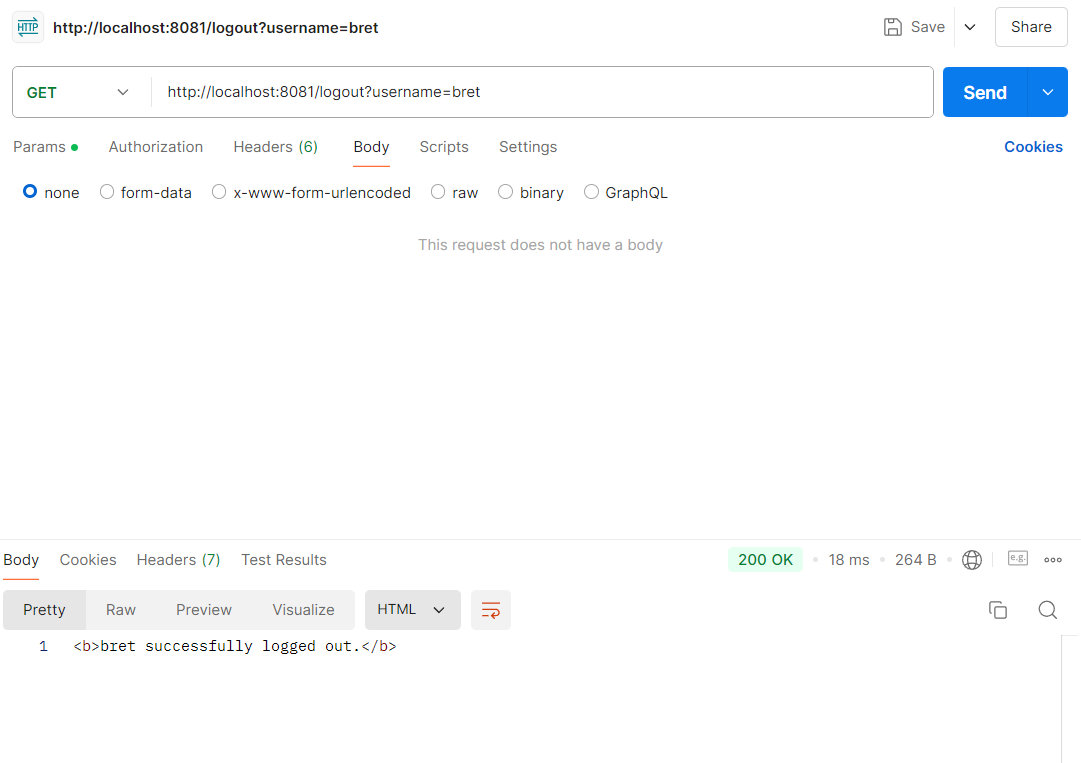 HTTP http://localhost:8081/logout?username=bret Save Share
GET http://localhost:8081/logout?username=bret Send
Params Authorization Headers (6) Body Scripts Settings Cookies
none form-data x-www-form-urlencoded raw binary GraphQL
This request does not have a body
Body Cookies Headers (7) Test Results 200 OK 18 ms 264 B e.g.
Pretty Raw Preview Visualize HTML
1 <b>bret successfully logged out.</b>